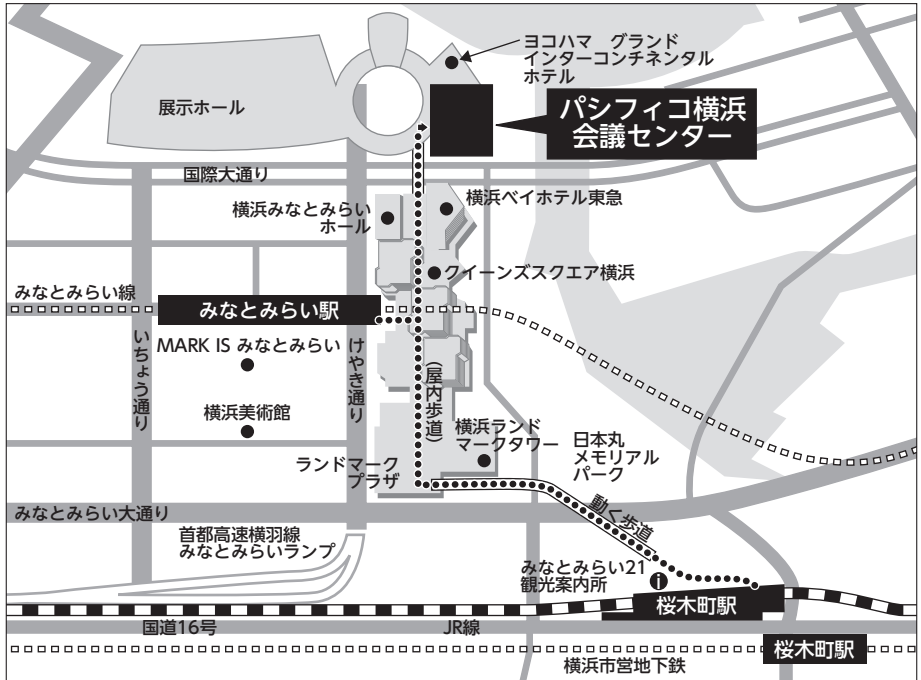 ヨコハマ グランド
インターコンチネンタル
ホテル
展示ホール
パシフィコ横浜
会議センター
国際大通り
横浜みなとみらい
ホール
横浜ベイホテル東急
クイーンズスクエア横浜
みなとみらい線
みなとみらい駅
いちょう通り
MARK IS みなとみらい
けやき通り
(屋内歩道)
横浜美術館
横浜ランド
マークタワー
日本丸
メモリアル
パーク
ランドマーク
プラザ
みなとみらい大通り
動く歩道
首都高速横羽線
みなとみらいランプ
みなとみらい21
観光案内所
i
桜木町駅
国道16号
JR線
桜木町駅
横浜市営地下鉄